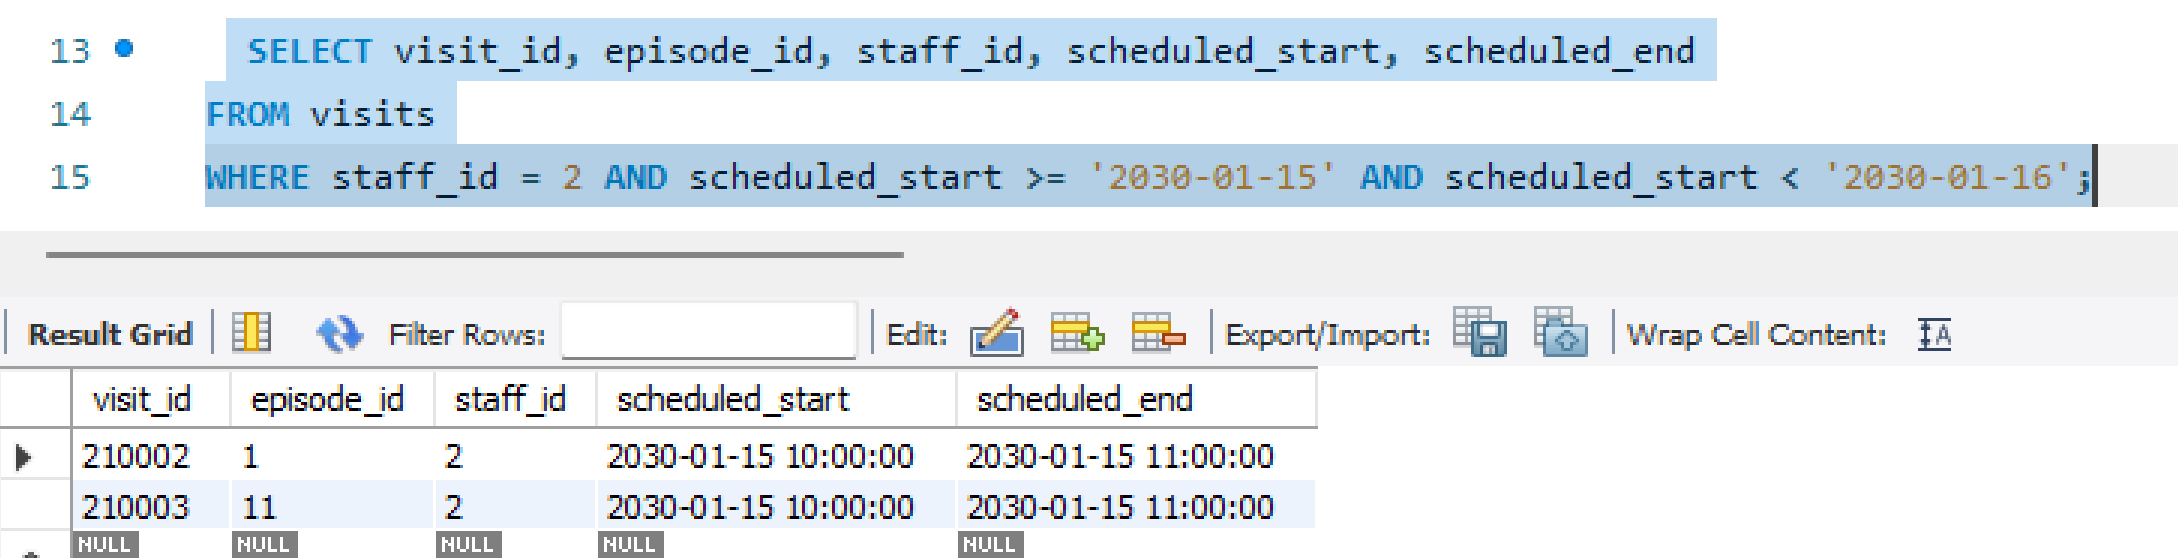 13 SELECT visit_id, episode_id, staff_id, scheduled_start, scheduled_end
14 FROM visits
15 WHERE staff_id = 2 AND scheduled_start >= '2030-01-15' AND scheduled_start < '2030-01-16';
Result Grid Filter Rows: Edit: Export/Import: Wrap Cell Content: A
visit_id episode_id staff_id scheduled_start scheduled_end
210002 1 2 2030-01-15 10:00:00 2030-01-15 11:00:00
210003 11 2 2030-01-15 10:00:00 2030-01-15 11:00:00
NULL NULL NULL NULL NULL